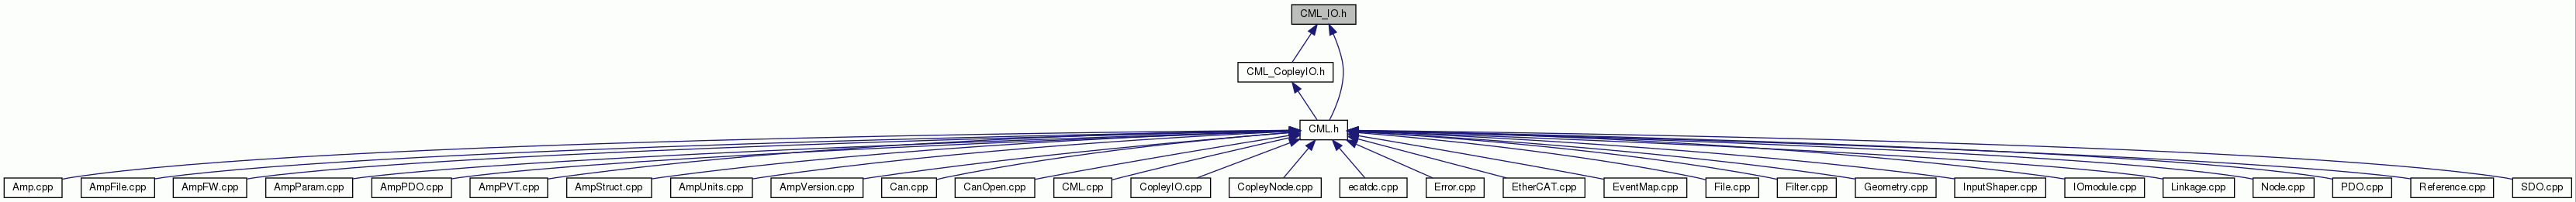 CML_IO.h
CML_CopleyIO.h
CML.h
Amp.cpp AmpFile.cpp AmpFW.cpp AmpParam.cpp AmpPDO.cpp AmpPVT.cpp AmpStruct.cpp AmpUnits.cpp AmpVersion.cpp Can.cpp CanOpen.cpp CML.cpp CopleyIO.cpp CopleyNode.cpp ecatdc.cpp Error.cpp EtherCAT.cpp EventMap.cpp File.cpp Filter.cpp Geometry.cpp InputShaper.cpp IOmodule.cpp Linkage.cpp Node.cpp PDO.cpp Reference.cpp SDO.cpp